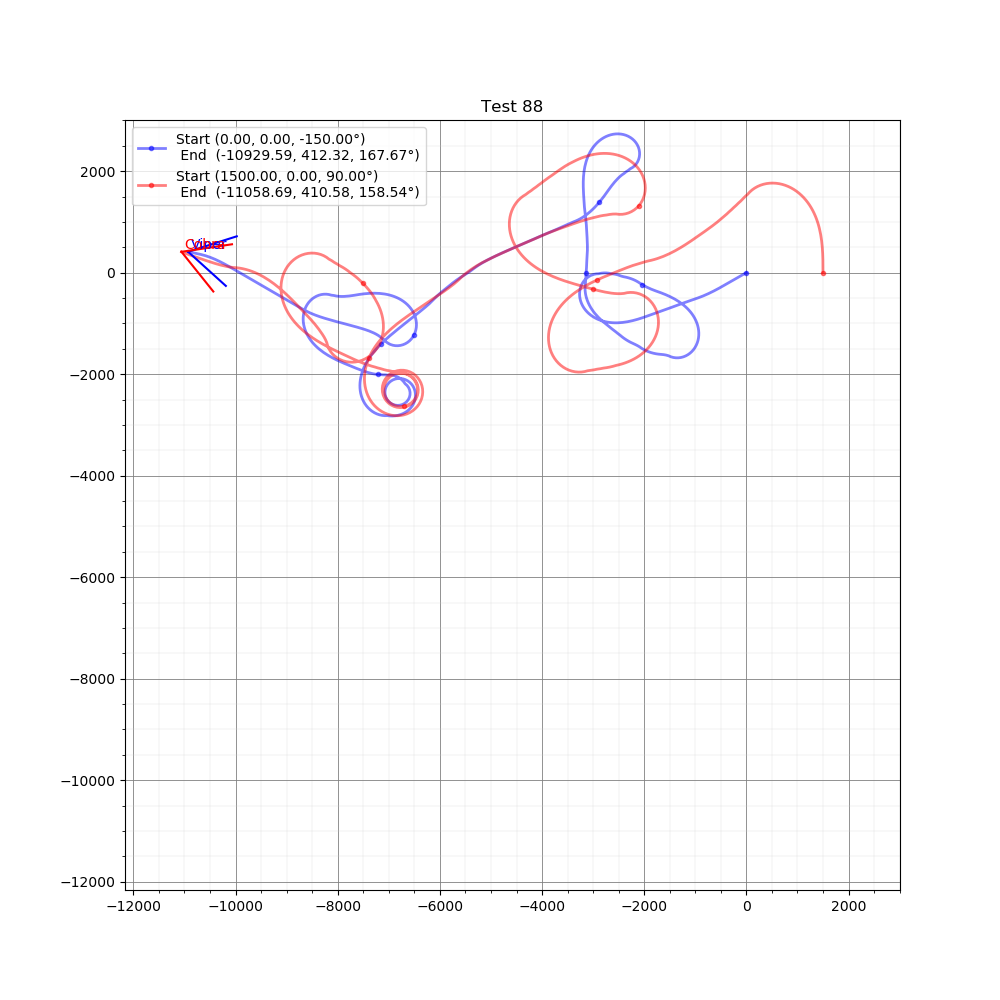 Test 88
Start (0.00, 0.00, -150.00°)
End (-10929.59, 412.32, 167.67°)
Start (1500.00, 0.00, 90.00°)
End (-11058.69, 410.58, 158.54°)
2000
0
−2000
−4000
−6000
−8000
−10000
−12000
−12000 −10000 −8000 −6000 −4000 −2000 0 2000